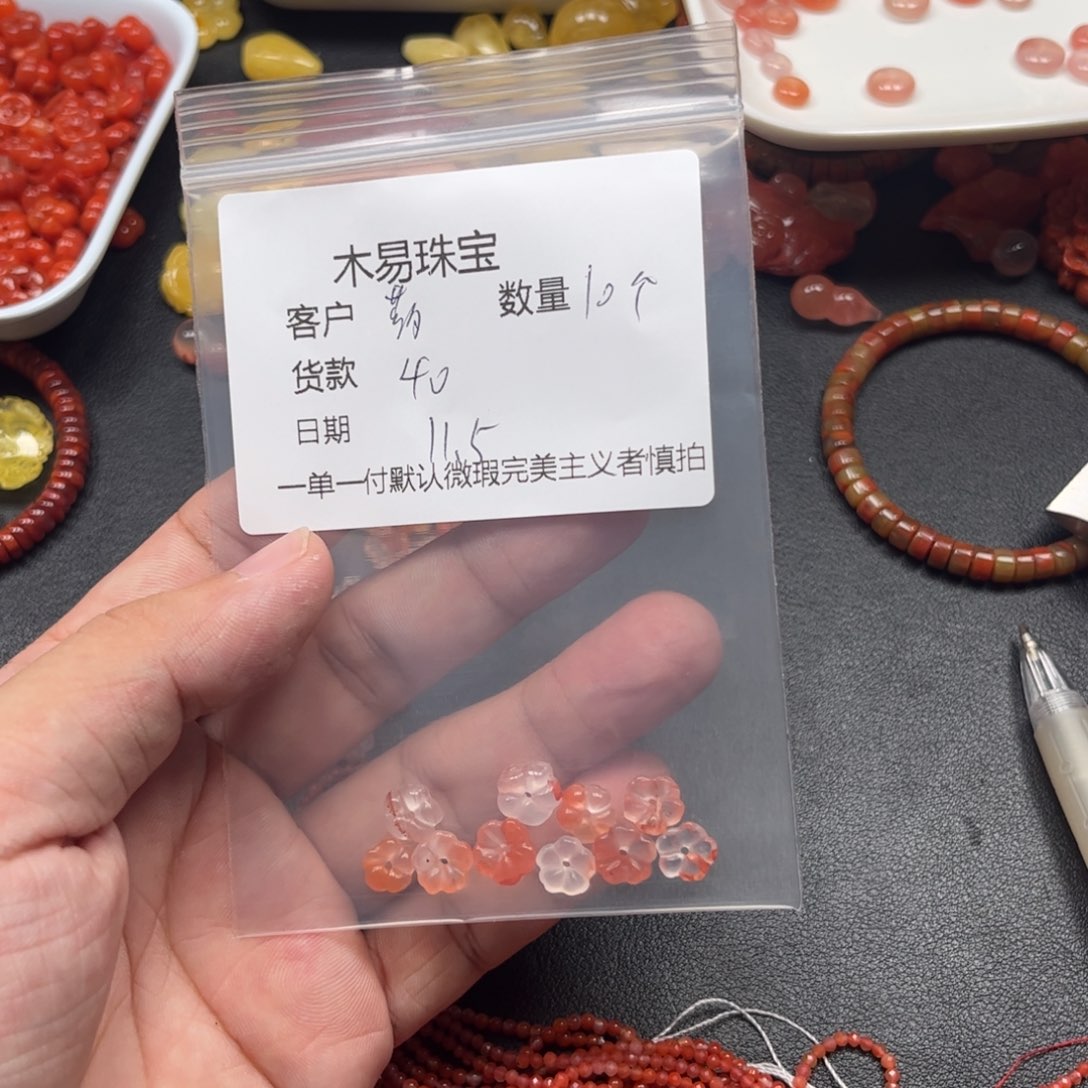 木易珠宝
客户 数量 10个
货款 40
日期 11.5
一单一付默认微瑕完美主义者慎拍